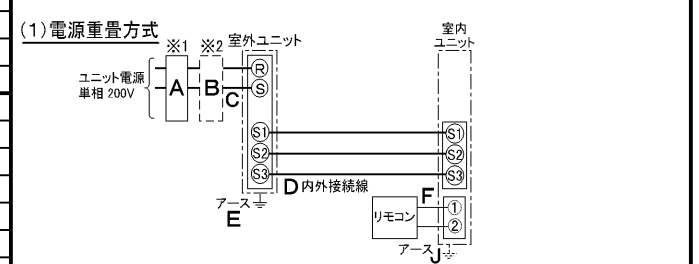 (1)電源重畳方式
※1 ※2 室外ユニット 室内ユニット
ユニット電源
単相 200V
A B C
R
S
S1 S1
S2 S2
S3 S3
D 内外接続線
アース
E
F
リモコン
①
②
アース J